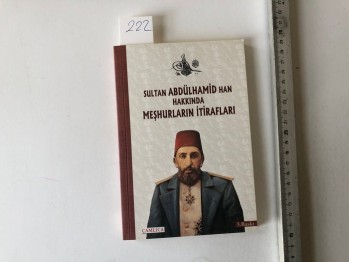 222
SULTAN ABDÜLHAMİD HAN
HAKKINDA
MEŞHURLARIN İTİRAFLARI
ÇAMLICA